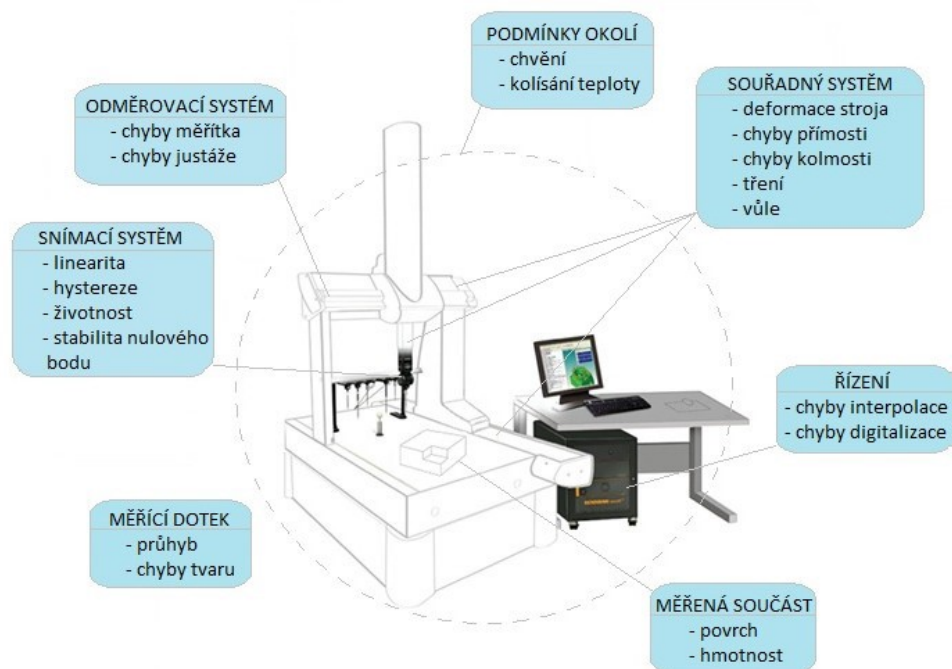 PODMÍNKY OKOLÍ
- chvění
- kolísání teploty
ODMĚROVACÍ SYSTÉM
- chyby měřítka
- chyby justáže
SOUŘADNÝ SYSTÉM
- deformace stroja
- chyby přímosti
- chyby kolmosti
- tření
- vůle
SNÍMACÍ SYSTĚM
- linearita
- hystereze
- životnost
- stabilita nulového
bodu
ŘÍZENÍ
- chyby interpolace
- chyby digitalizace
MĚŘÍCÍ DOTEK
- průhyb
- chyby tvaru
MĚŘENÁ SOUČÁST
- povrch
- hmotnost